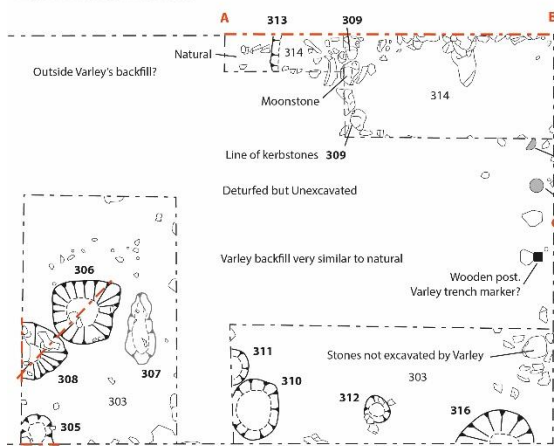 A
313
309
B
Natural
314
Outside Varley's backfill?
Moonstone
314
Line of kerbstones 309
Deturfed but Unexcavated
Varley backfill very similar to natural
306
Wooden post.
Varley trench marker?
311
Stones not excavated by Varley
307
310
303
308
303
312
316
305